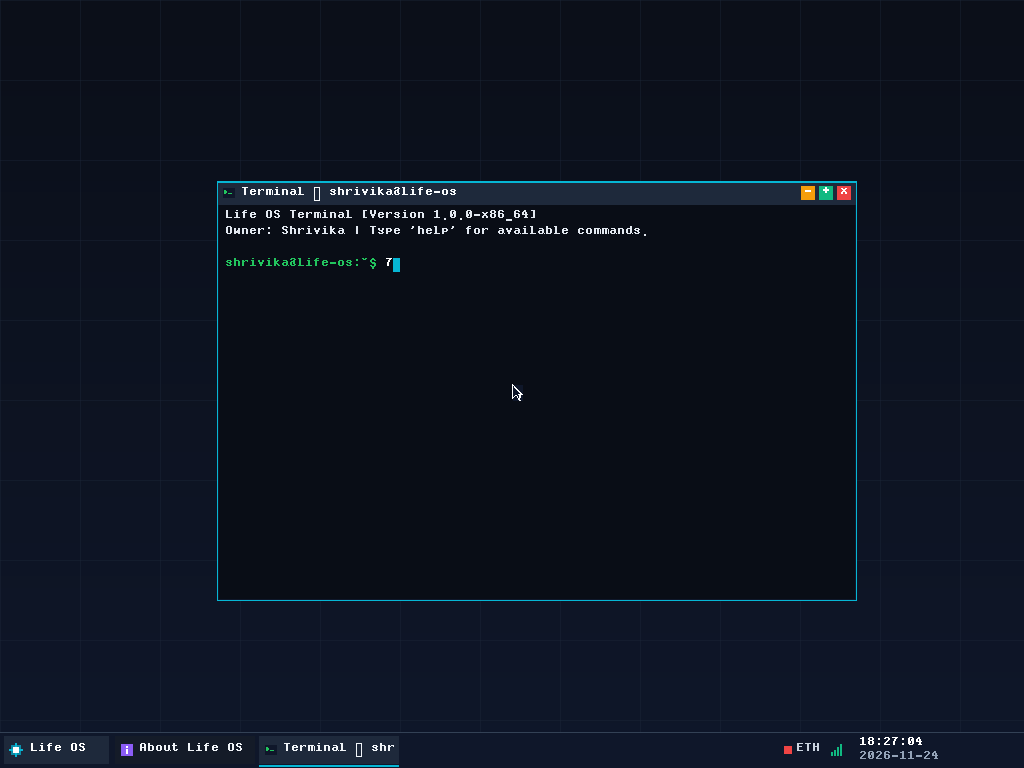 Terminal ▯ shrivika@life-os
Life OS Terminal [Version 1.0.0-x86_64]
Owner: Shrivika | Type 'help' for available commands.
shrivika@life-os:~$ 7
Life OS
About Life OS
Terminal ▯ shr
ETH
18:27:04
2026-11-24